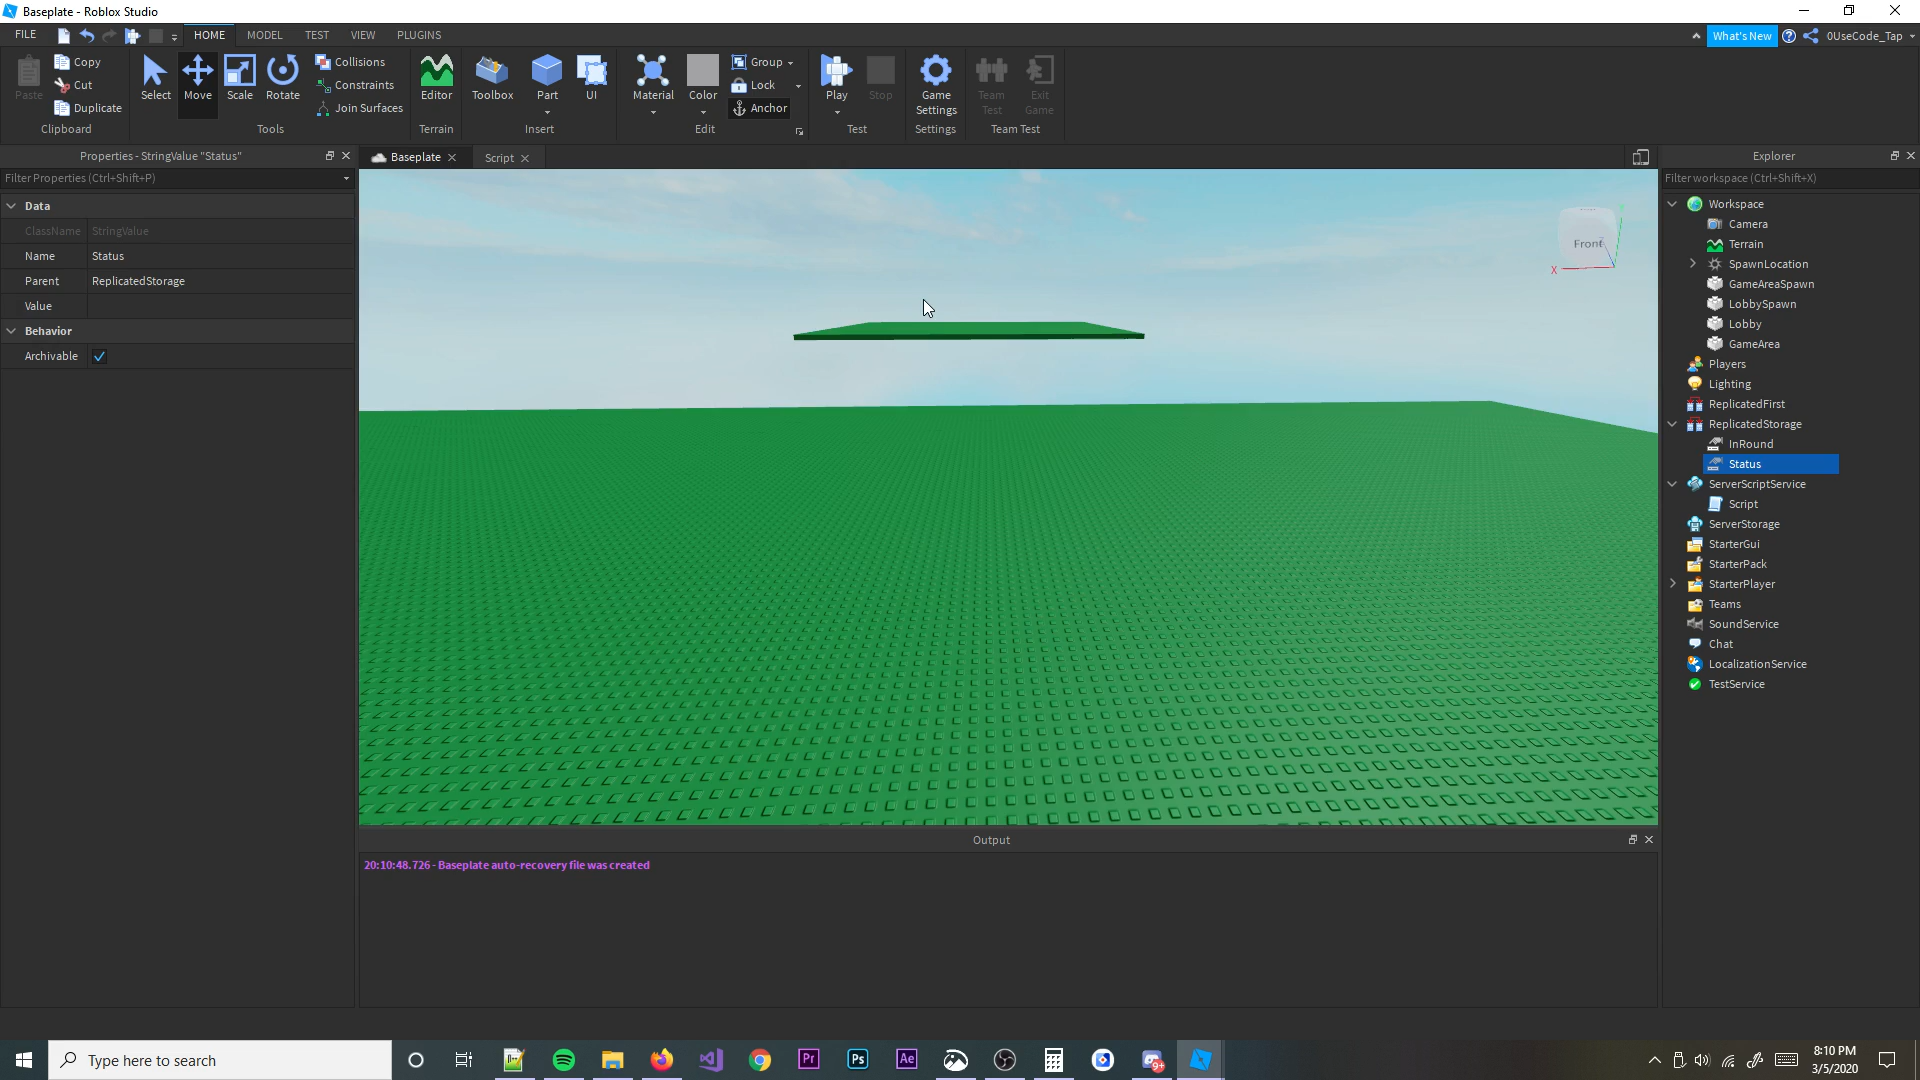 Baseplate - Roblox Studio
FILE
HOME
MODEL
TEST
VIEW
PLUGINS
What's New
0UseCode_Tap
Paste
Copy
Cut
Duplicate
Clipboard
Select
Move
Scale
Rotate
Collisions
Constraints
Join Surfaces
Tools
Editor
Terrain
Toolbox
Part
UI
Insert
Material
Color
Group
Lock
Anchor
Edit
Play
Stop
Test
Game
Settings
Settings
Team
Test
Exit
Game
Team Test
Properties - StringValue "Status"
Filter Properties (Ctrl+Shift+P)
Data
ClassName StringValue
Name Status
Parent ReplicatedStorage
Value
Behavior
Archivable
Baseplate
Script
Front
X
Output
20:10:48.726 - Baseplate auto-recovery file was created
Explorer
Filter workspace (Ctrl+Shift+X)
Workspace
Camera
Terrain
SpawnLocation
GameAreaSpawn
LobbySpawn
Lobby
GameArea
Players
Lighting
ReplicatedFirst
ReplicatedStorage
InRound
Status
ServerScriptService
Script
ServerStorage
StarterGui
StarterPack
StarterPlayer
Teams
SoundService
Chat
LocalizationService
TestService
Type here to search
Pr
Ps
Ae
9+
8:10 PM
3/5/2020